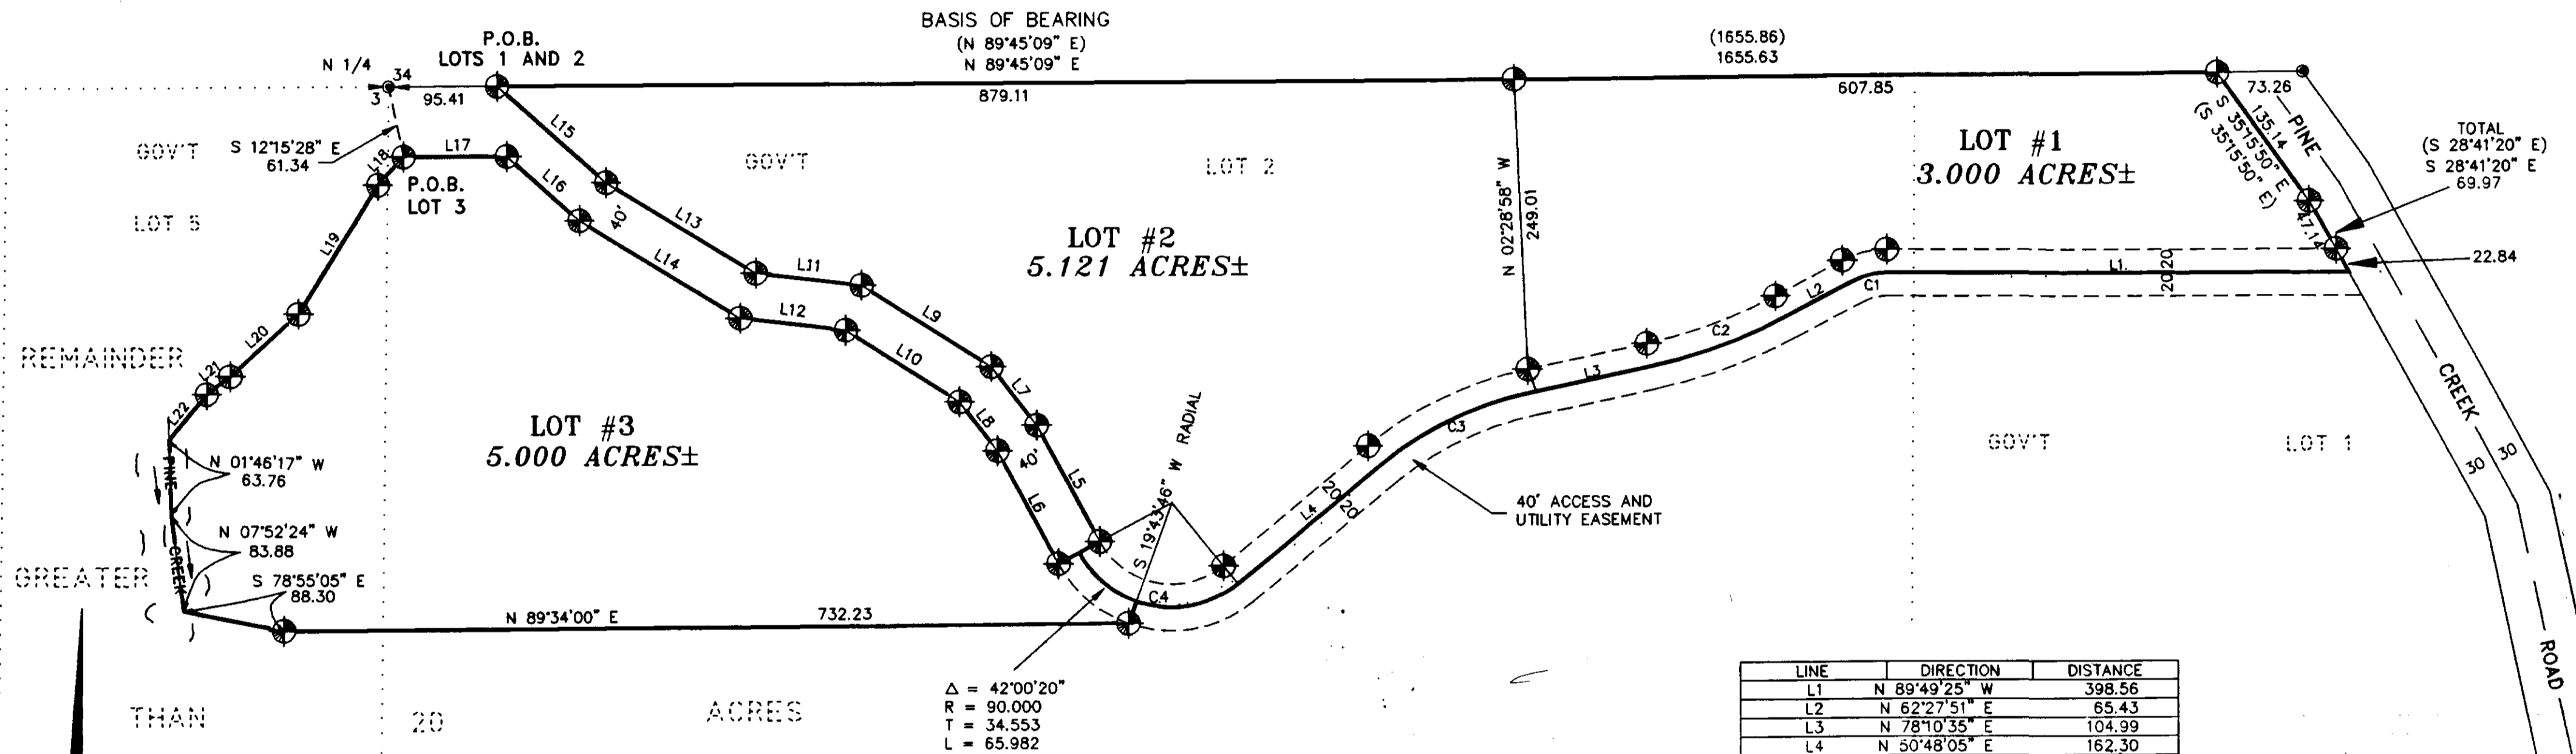 BASIS OF BEARING
(N 89°45'09" E)
N 89°45'09" E
(1655.86)
1655.63
P.O.B.
LOTS 1 AND 2
N 1/4
34
3
95.41
879.11
607.85
73.26
S 12°15'28" E
61.34
GOV'T
LOT 5
L18
L17
P.O.B.
LOT 3
L15
L16
40'
L13
L14
GOV'T
LOT 2
LOT #2
5.121 ACRES±
N 02°28'58" W
249.01
LOT #1
3.000 ACRES±
135.14
S 35°15'50" E
(S 35°15'50" E)
47.14
TOTAL
(S 28°41'20" E)
S 28°41'20" E
69.97
22.84
PINE
CREEK
ROAD
30
30
L1
20
20
C1
L2
C2
L3
C3
L4
20
20
C4
L11
L12
L9
L10
L7
L8
L5
L6
40'
L19
L20
L21
L22
REMAINDER
LOT #3
5.000 ACRES±
S 19°43'46" W RADIAL
40' ACCESS AND
UTILITY EASEMENT
GOV'T
LOT 1
PINE
CREEK
N 01°46'17" W
63.76
N 07°52'24" W
83.88
S 78°55'05" E
88.30
GREATER
N 89°34'00" E
732.23
Δ = 42°00'20"
R = 90.000
T = 34.553
L = 65.982
THAN
20
ACRES
LINE DIRECTION DISTANCE
L1 N 89°49'25" W 398.56
L2 N 62°27'51" E 65.43
L3 N 78°10'35" E 104.99
L4 N 50°48'05" E 162.30